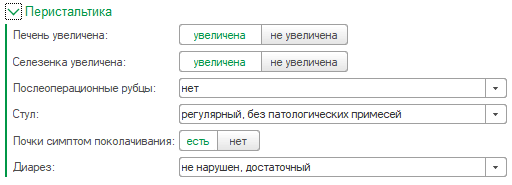 Перистальтика
Печень увеличена: увеличена не увеличена
Селезенка увеличена: увеличена не увеличена
Послеоперационные рубцы: нет
Стул: регулярный, без патологических примесей
Почки симптом поколачивания: есть нет
Диарез: не нарушен, достаточный